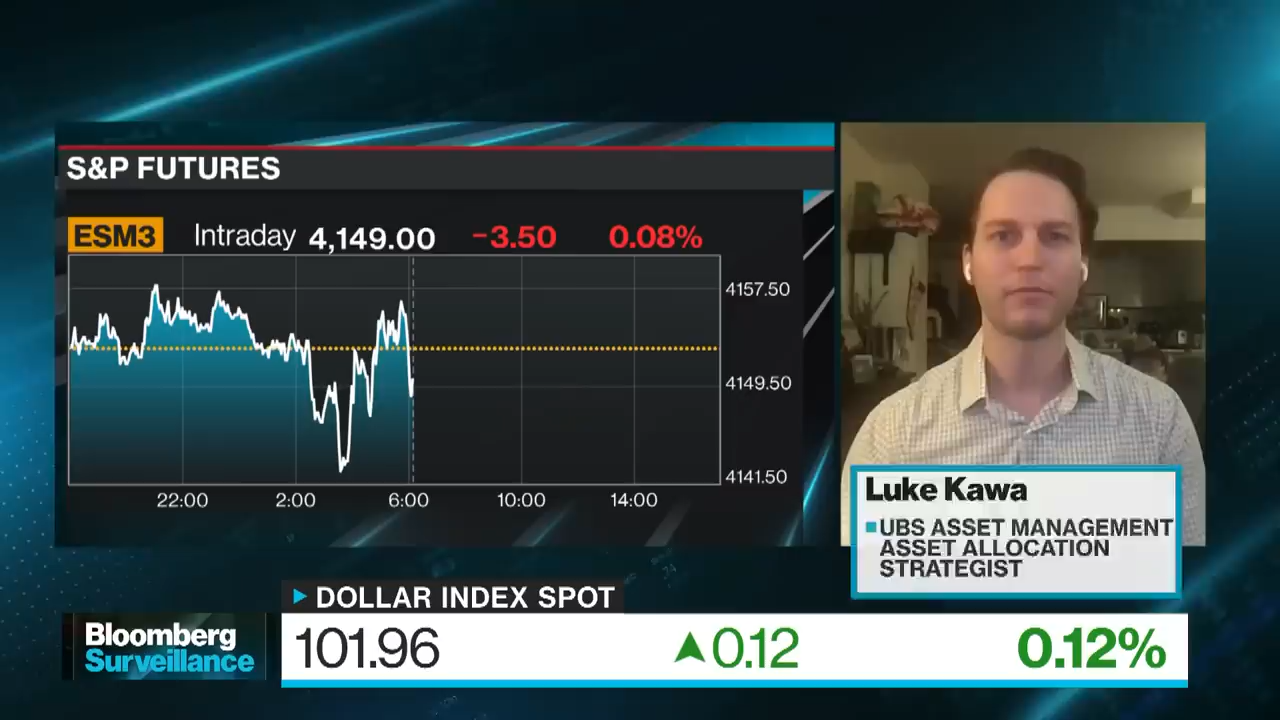 S&P FUTURES
ESM3 Intraday 4,149.00 −3.50 0.08%
4157.50
4149.50
4141.50
22:00 2:00 6:00 10:00 14:00
Luke Kawa
UBS ASSET MANAGEMENT
ASSET ALLOCATION
STRATEGIST
DOLLAR INDEX SPOT
Bloomberg
Surveillance
101.96 ▲0.12 0.12%